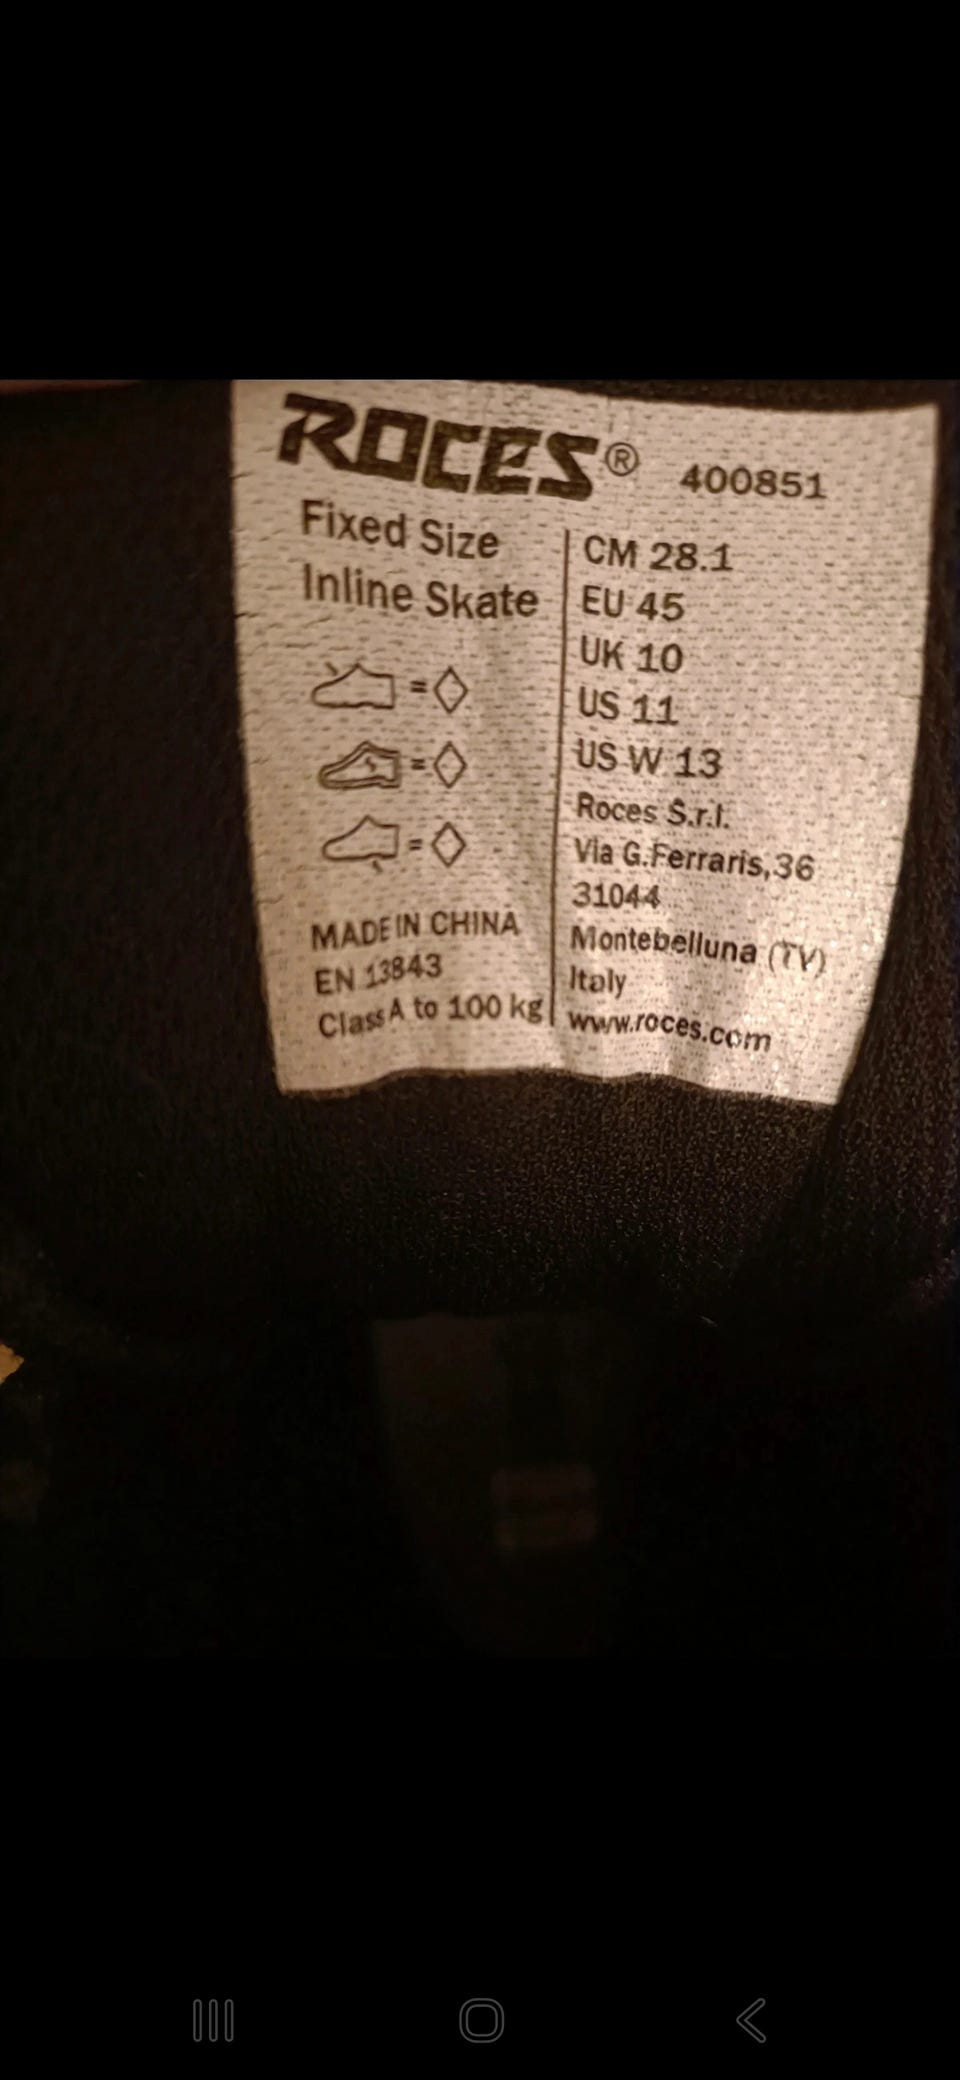 ROCES® 400851
Fixed Size
Inline Skate
=
=
=
MADE IN CHINA
EN 13843
Class A to 100 kg
CM 28.1
EU 45
UK 10
US 11
US W 13
Roces S.r.l.
Via G.Ferraris,36
31044
Montebelluna (TV)
Italy
www.roces.com